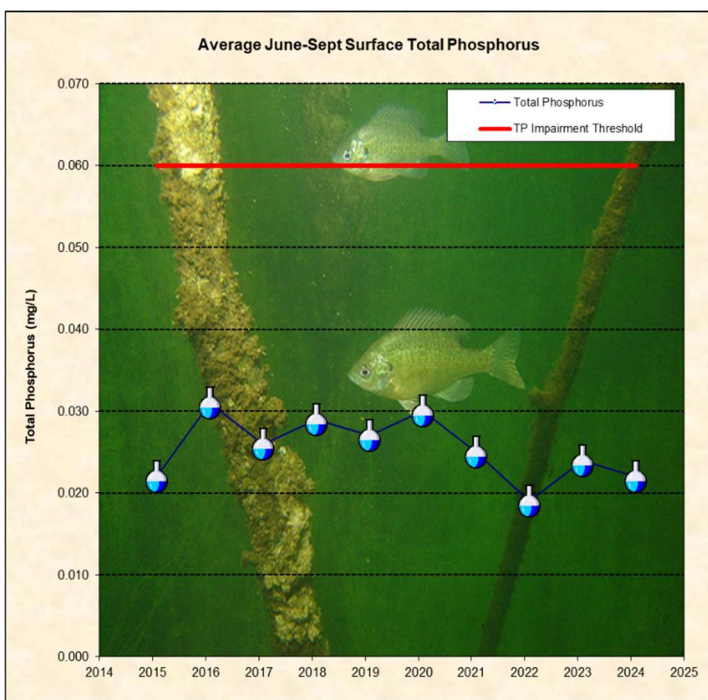 Average June-Sept Surface Total Phosphorus
Total Phosphorus
TP Impairment Threshold
Total Phosphorus (mg/L)
0.070
0.060
0.050
0.040
0.030
0.020
0.010
0.000
2014 2015 2016 2017 2018 2019 2020 2021 2022 2023 2024 2025